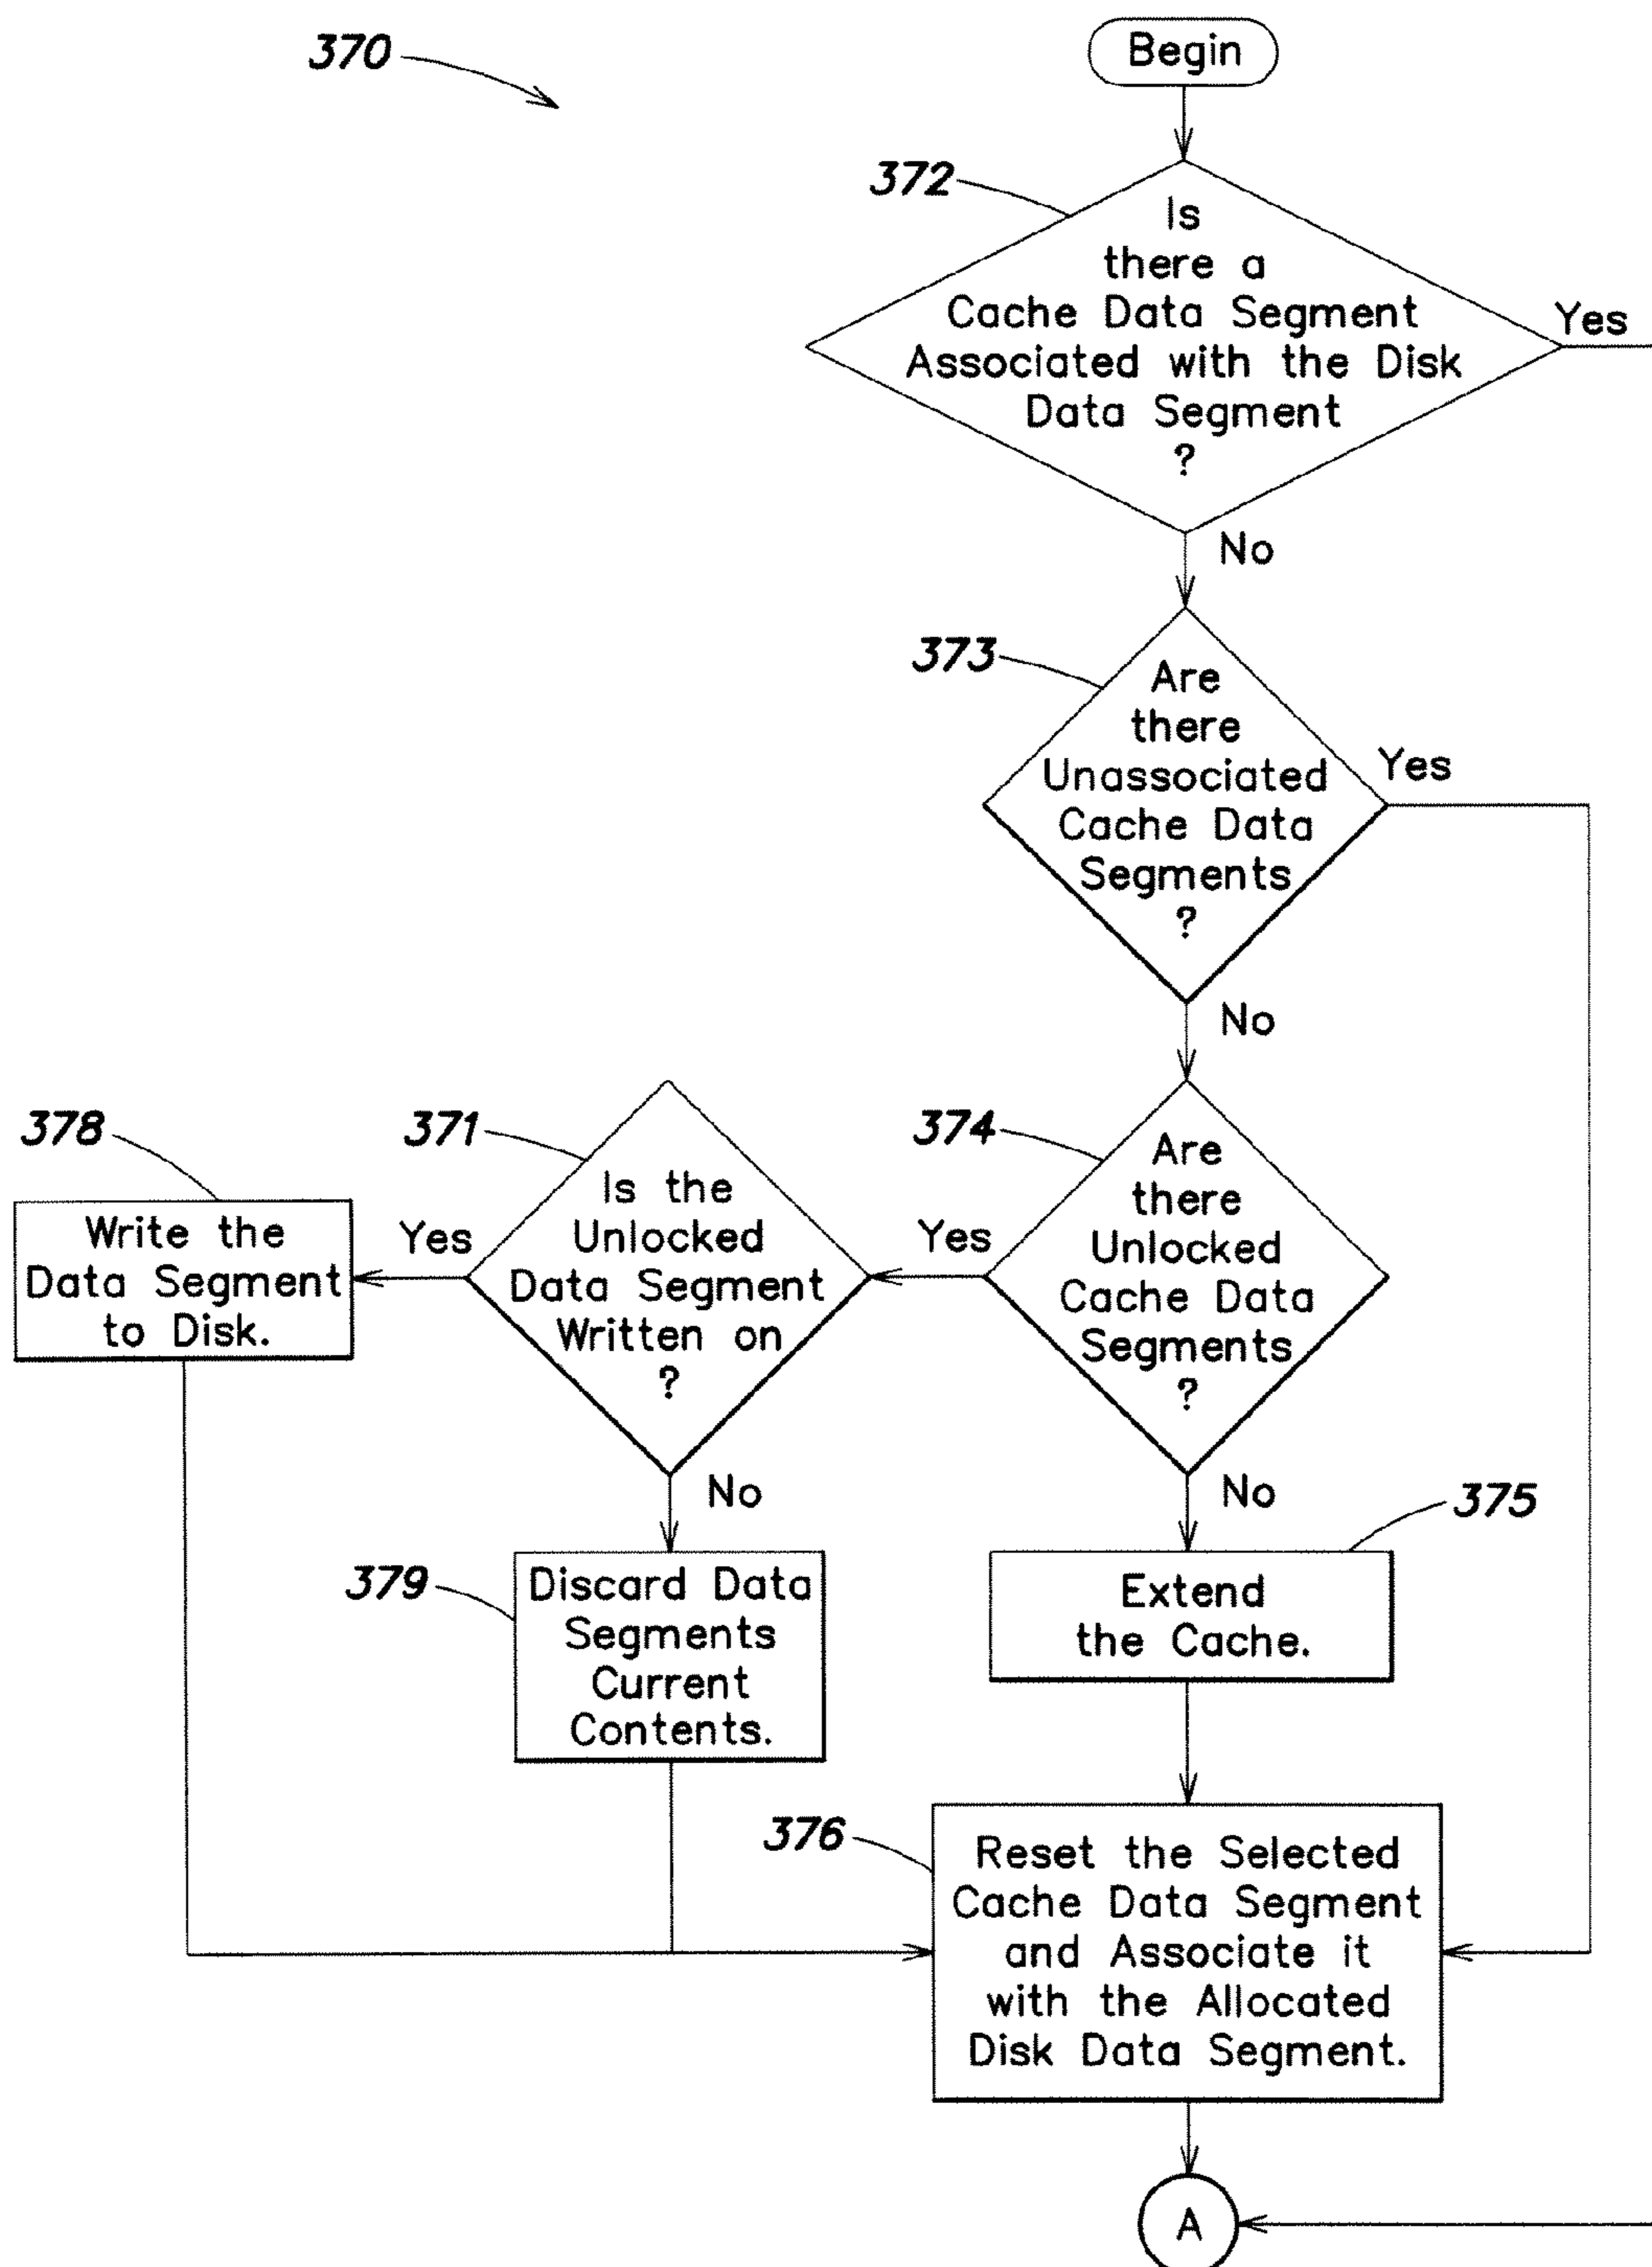 370
Begin
372
Is
there a
Cache Data Segment
Associated with the Disk
Data Segment
?
Yes
No
373
Are
there
Unassociated
Cache Data
Segments
?
Yes
No
374
Are
there
Unlocked
Cache Data
Segments
?
Yes
No
371
Is the
Unlocked
Data Segment
Written on
?
Yes
No
378
Write the
Data Segment
to Disk.
379
Discard Data
Segments
Current
Contents.
375
Extend
the Cache.
376
Reset the Selected
Cache Data Segment
and Associate it
with the Allocated
Disk Data Segment.
A